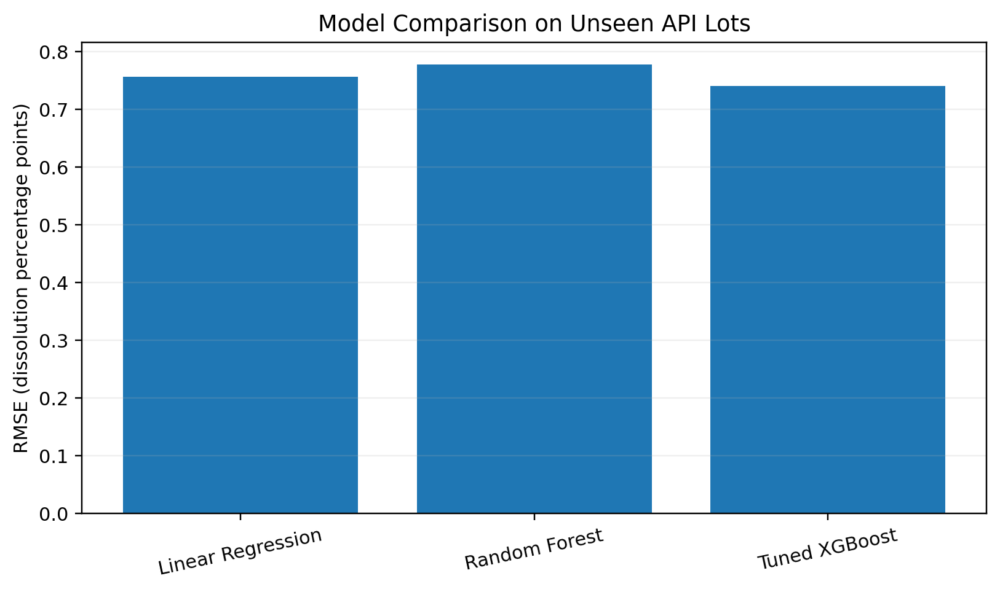 Model Comparison on Unseen API Lots
RMSE (dissolution percentage points)
0.8
0.7
0.6
0.5
0.4
0.3
0.2
0.1
0.0
Linear Regression
Random Forest
Tuned XGBoost